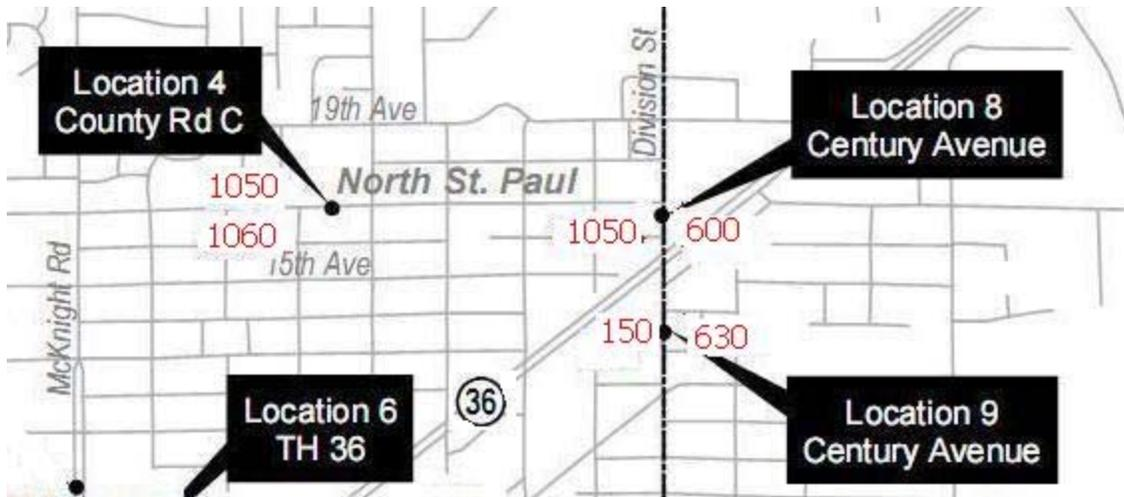 Location 4
County Rd C
19th Ave
Division St
Location 8
Century Avenue
1050
North St. Paul
1060
1050
600
15th Ave
McKnight Rd
150
630
Location 6
TH 36
36
Location 9
Century Avenue